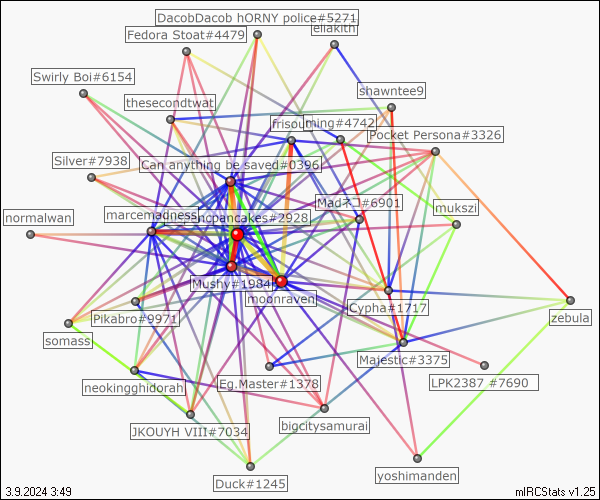 DacobDacob hORNY police#5271
eliakith
Fedora Stoat#4479
Swirly Boi#6154
shawntee9
thesecondtwat
ming#4742
Pocket Persona#3326
Silver#7938
Can anything be saved#0396
Madネコ#6901
mukszi
normalwan
marcemadness
ncpancakes#2928
Mushy#1984
moonraven
Pikabro#9971
Cypha#1717
zebula
somass
Majestic#3375
neokingghidorah
Eg.Master#1378
LPK2387 #7690
JKOUYH VIII#7034
bigcitysamurai
Duck#1245
yoshimanden
3.9.2024 3:49
mIRCStats v1.25